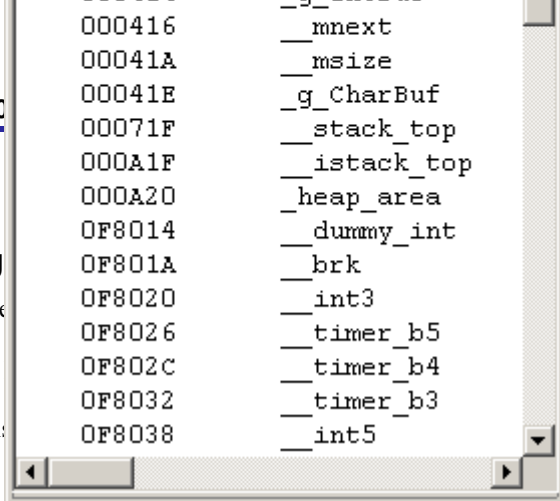 000416 __mnext
00041A __msize
00041E _g_CharBuf
00071F __stack_top
000A1F __istack_top
000A20 _heap_area
0F8014 __dummy_int
0F801A __brk
0F8020 __int3
0F8026 __timer_b5
0F802C __timer_b4
0F8032 __timer_b3
0F8038 __int5